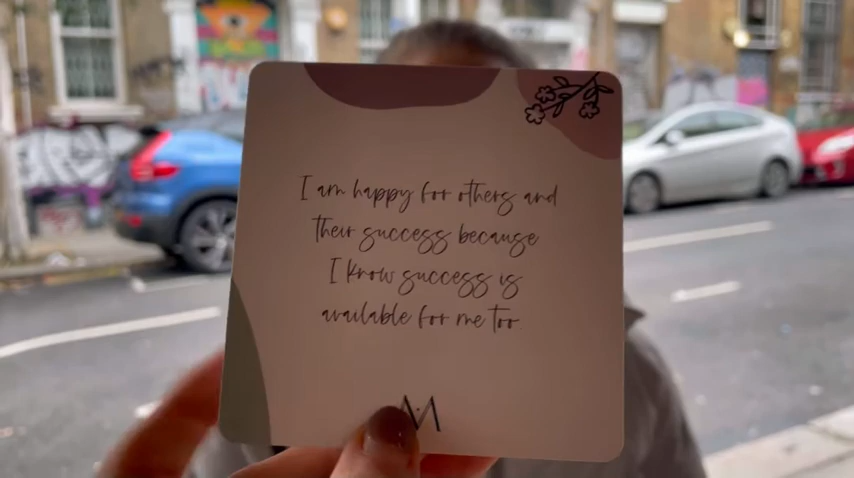 I am happy for others and
their success because
I know success is
available for me too.
M